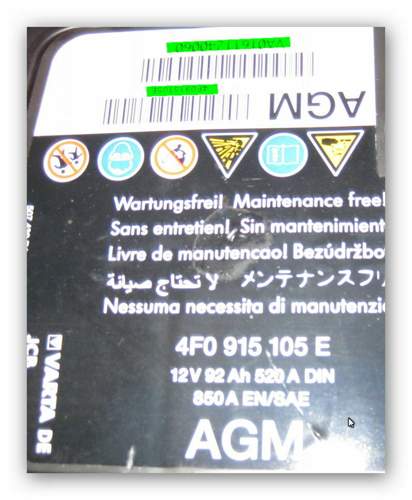 AGM
Wartungsfrei! Maintenance free!
Sans entretien! Sin mantenimient
Livre de manutencao! Bezúdržbo
لا تحتاج صيانة メンテナンスフリ
Nessuma necessita di manutenzi
4F0 915 105 E
12V 92 Ah 520 A DIN
850 A EN/SAE
AGM
VARTA DE
JCB